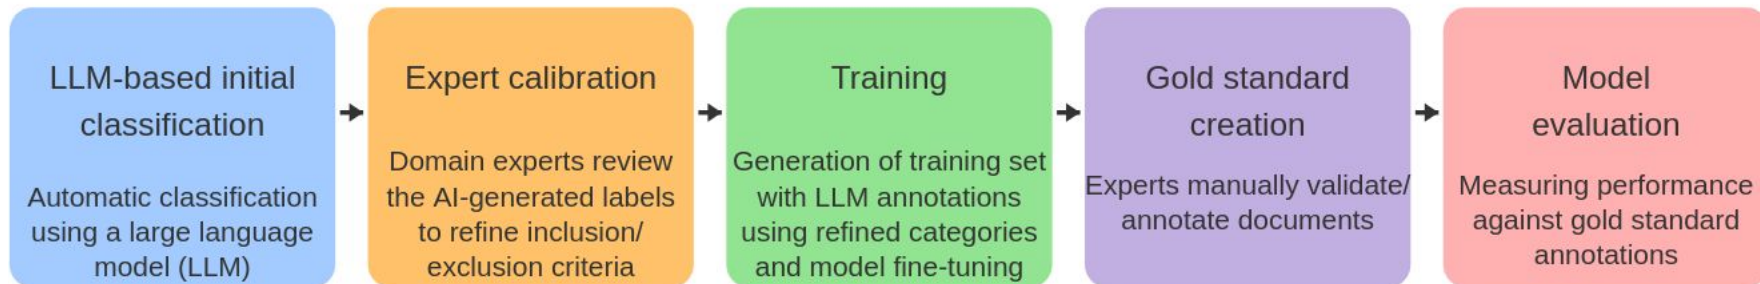 LLM-based initial
classification
Automatic classification
using a large language
model (LLM)
Expert calibration
Domain experts review
the AI-generated labels
to refine inclusion/
exclusion criteria
Training
Generation of training set
with LLM annotations
using refined categories
and model fine-tuning
Gold standard
creation
Experts manually validate/
annotate documents
Model
evaluation
Measuring performance
against gold standard
annotations